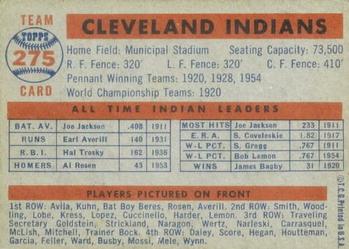 TEAM
TOPPS
275
CARD
CLEVELAND INDIANS
Home Field: Municipal Stadium Seating Capacity: 73,500
R. F. Fence: 320' L. F. Fence: 320' C. F. Fence: 410'
Pennant Winning Teams: 1920, 1928, 1954
World Championship Teams: 1920
ALL TIME INDIAN LEADERS
BAT. AV. Joe Jackson .408 1911 MOST HITS Joe Jackson 233 1911
RUNS Earl Averill 140 1931 E. R. A. S. Coveleskie 1.82 1917
R. B. I. Hal Trosky 162 1936 W-L PCT. S. Gregg .767 1911
HOMERS Al Rosen 43 1953 W-L PCT. Bob Lemon .767 1954
WINS James Bagby 31 1920
PLAYERS PICTURED ON FRONT
1st ROW: Avila, Kuhn, Bat Boy Beres, Rosen, Averill. 2nd ROW: Smith, Wood-
ling, Lobe, Kress, Lopez, Cuccinello, Harder, Lemon. 3rd ROW: Traveling
Secretary Goldstein, Strickland, Naragon, Wertz, Narleski, Score, Carrasquel,
McLish, Mitchell, Trainer Bock. 4th ROW: Daley, Score, Hegan, Houtteman,
Garcia, Feller, Ward, Busby, Mossi, Mele, Wynn.
© T.C.G. Printed in U.S.A.